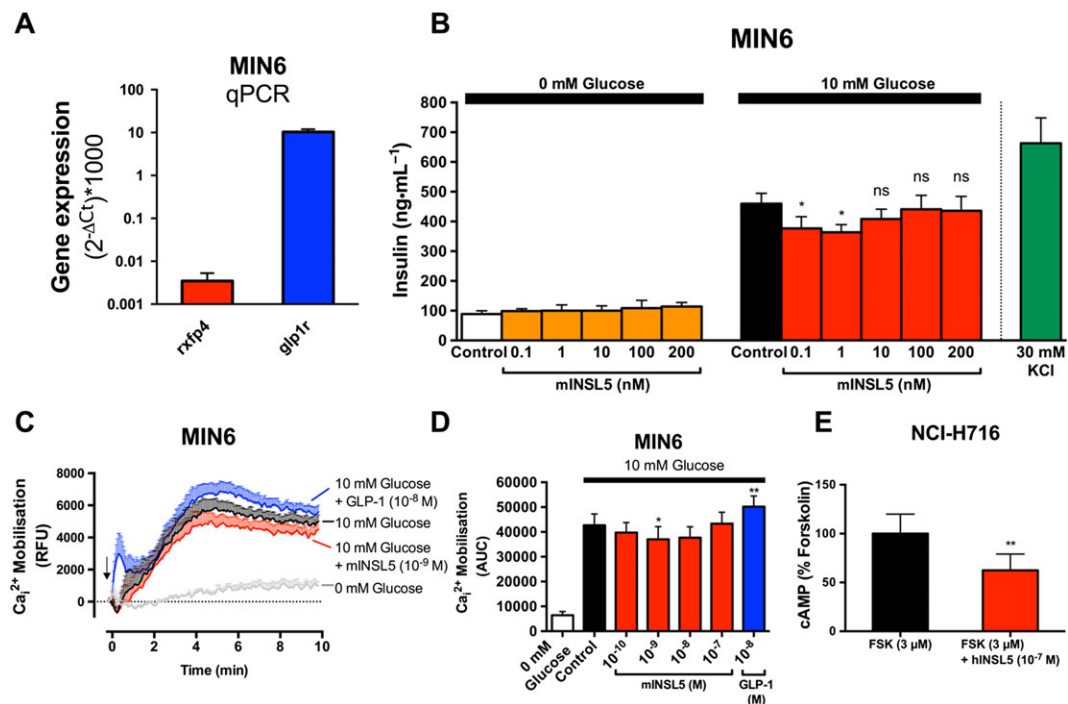 A
MIN6
qPCR
Gene expression
(2^-ΔCt)*1000
100
10
1
0.1
0.01
0.001
rxfp4
glp1r
B
MIN6
0 mM Glucose
10 mM Glucose
Insulin (ng·mL⁻¹)
800
700
600
500
400
300
200
100
0
* * ns ns ns
Control 0.1 1 10 100 200
mINSL5 (nM)
Control 0.1 1 10 100 200
mINSL5 (nM)
30 mM
KCl
C
MIN6
Ca_i²⁺ Mobilisation
(RFU)
8000
6000
4000
2000
0
0 2 4 6 8 10
Time (min)
10 mM Glucose
+ GLP-1 (10⁻⁸ M)
10 mM Glucose
10 mM Glucose
+ mINSL5 (10⁻⁹ M)
0 mM Glucose
D
MIN6
10 mM Glucose
Ca_i²⁺ Mobilisation
(AUC)
60000
50000
40000
30000
20000
10000
0
* **
0 mM
Glucose
Control
10⁻¹⁰
10⁻⁹
10⁻⁸
10⁻⁷
10⁻⁸
mINSL5 (M)
GLP-1
(M)
E
NCI-H716
cAMP (% Forskolin)
150
100
50
0
**
FSK (3 µM)
FSK (3 µM)
+ hINSL5 (10⁻⁷ M)